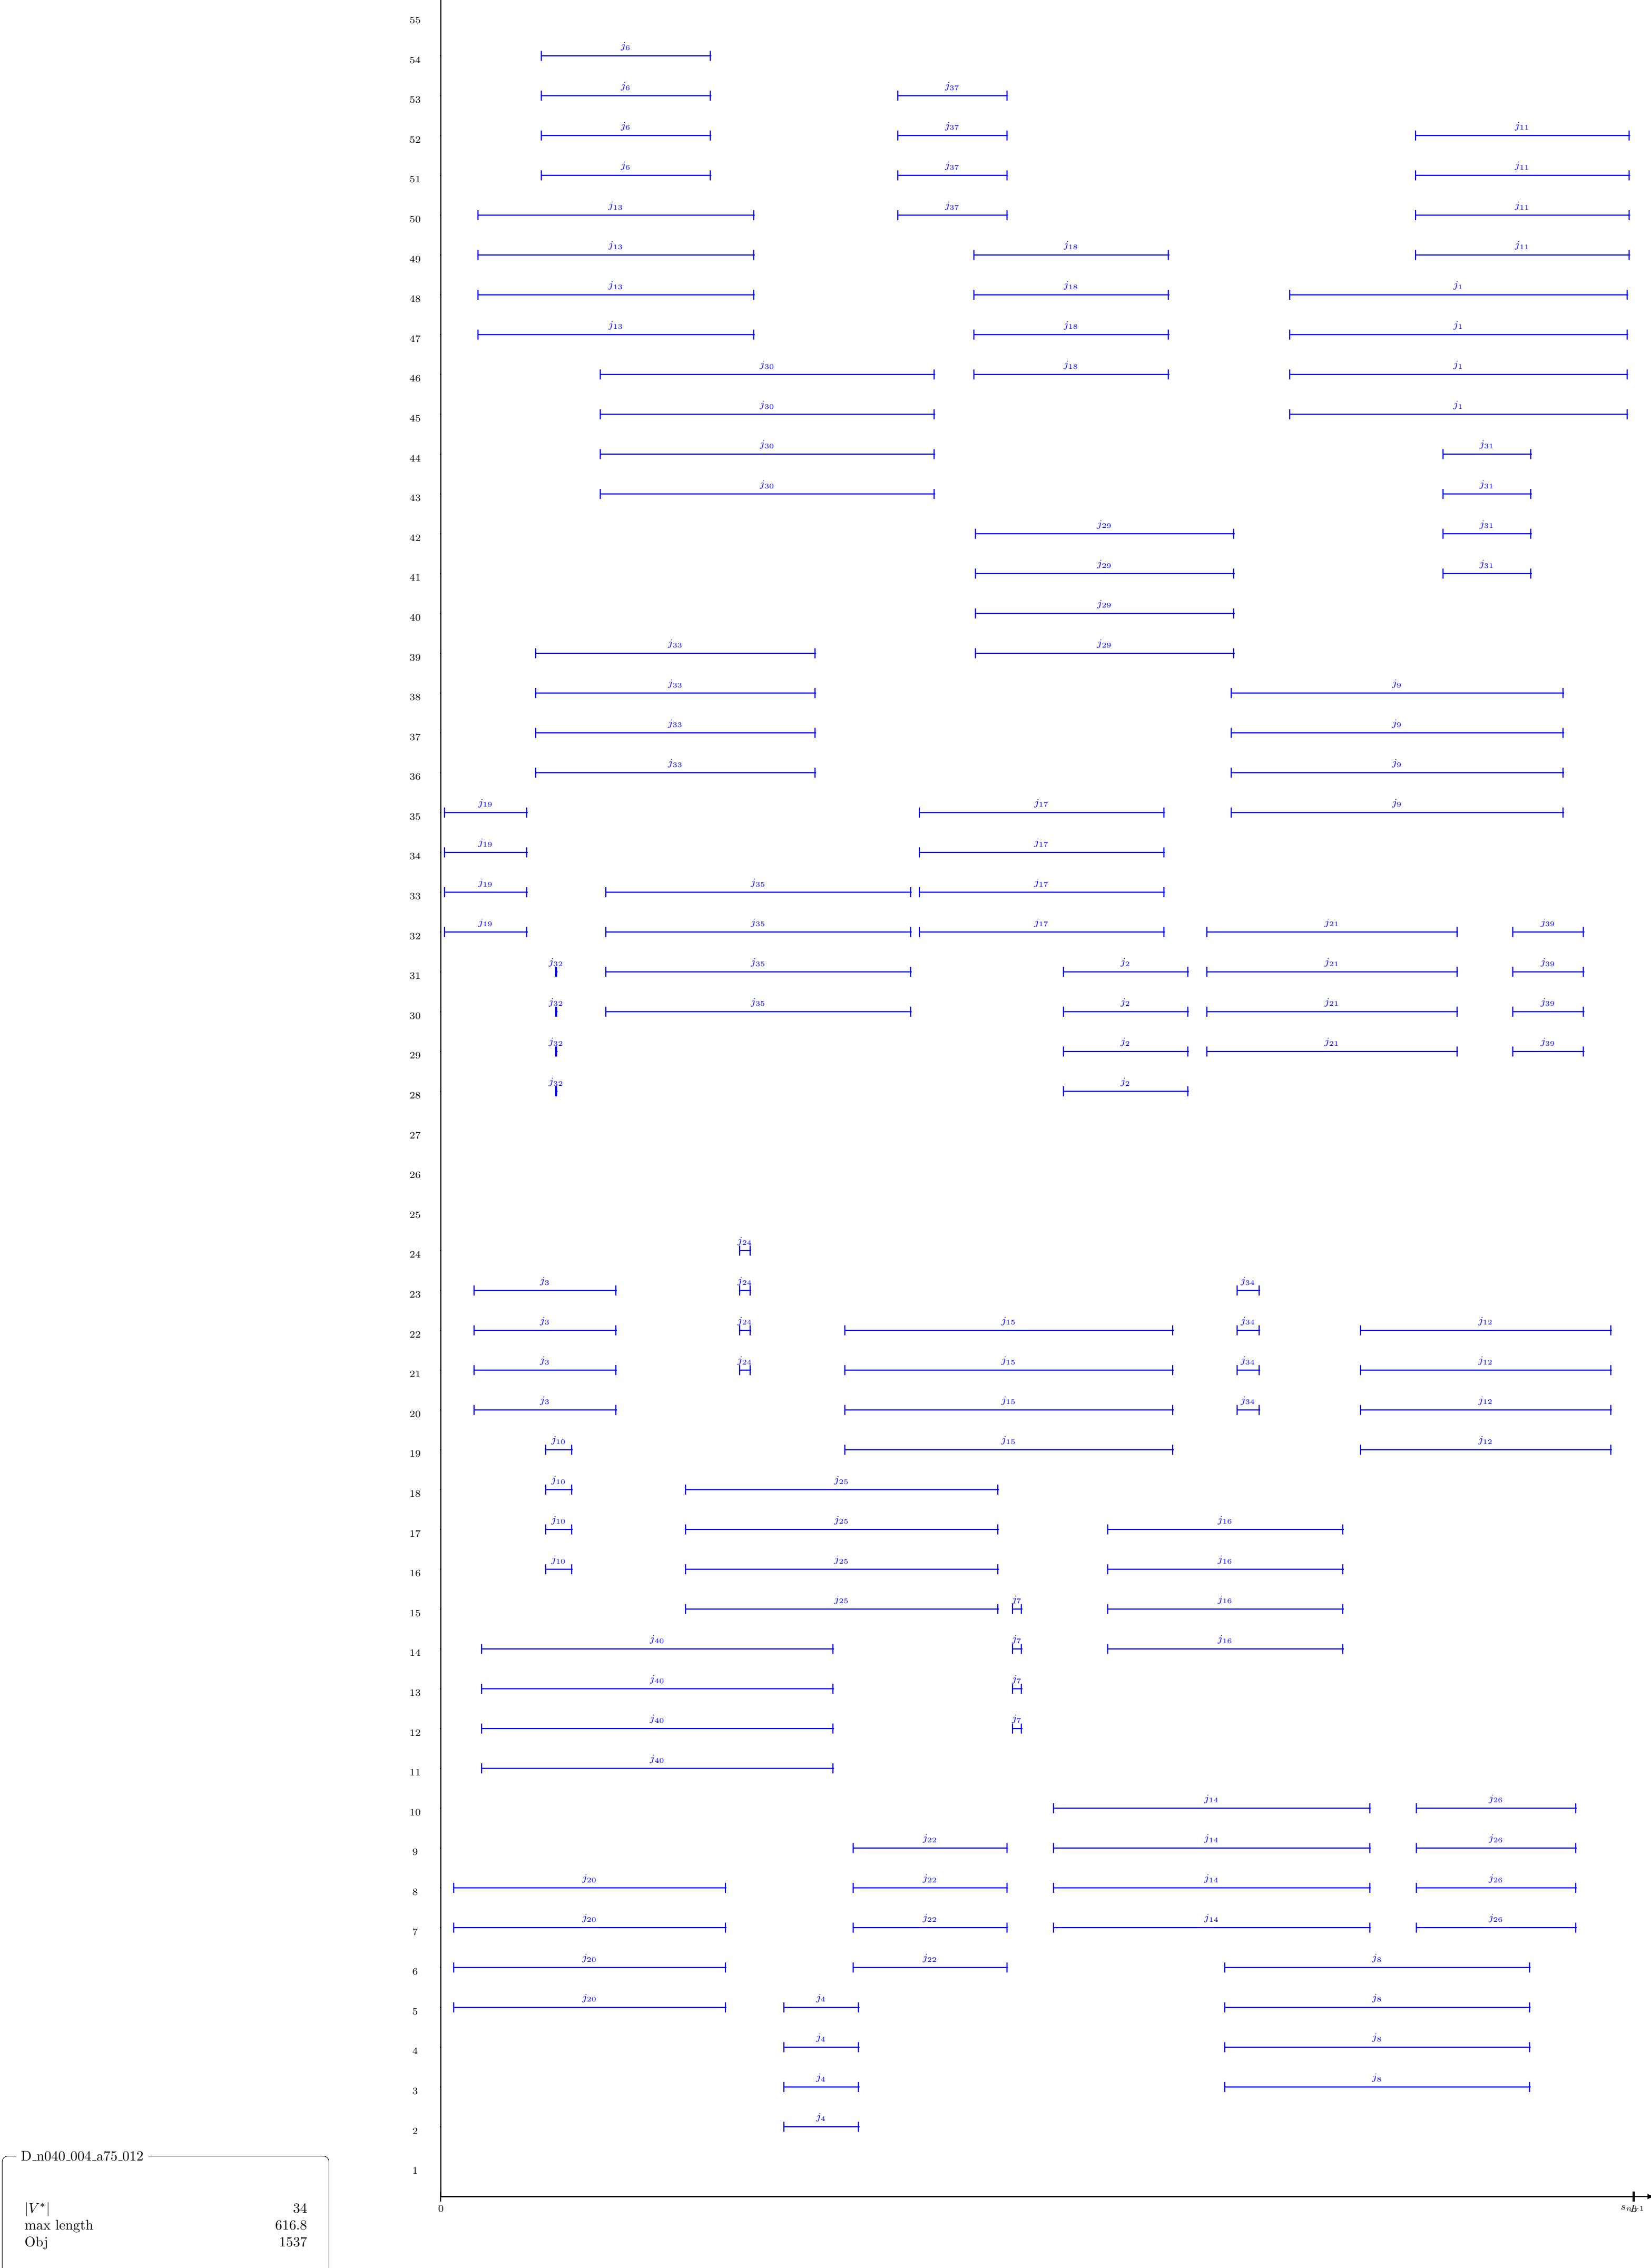 55
54 j6
53 j6 j37
52 j6 j37 j11
51 j6 j37 j11
50 j13 j37 j11
49 j13 j18 j11
48 j13 j18 j1
47 j13 j18 j1
46 j30 j18 j1
45 j30 j1
44 j30 j31
43 j30 j31
42 j29 j31
41 j29 j31
40 j29
39 j33 j29
38 j33 j9
37 j33 j9
36 j33 j9
35 j19 j17 j9
34 j19 j17
33 j19 j35 j17
32 j19 j35 j17 j21 j39
31 j32 j35 j2 j21 j39
30 j32 j35 j2 j21 j39
29 j32 j2 j21 j39
28 j32 j2
27
26
25
24 j24
23 j3 j24 j34
22 j3 j24 j15 j34 j12
21 j3 j24 j15 j34 j12
20 j3 j15 j34 j12
19 j10 j15 j12
18 j10 j25
17 j10 j25 j16
16 j10 j25 j16
15 j25 j7 j16
14 j40 j7 j16
13 j40 j7
12 j40 j7
11 j40
10 j14 j26
9 j22 j14 j26
8 j20 j22 j14 j26
7 j20 j22 j14 j26
6 j20 j22 j8
5 j20 j4 j8
4 j4 j8
3 j4 j8
2 j4
1
0
D_n040_004_a75_012
|V*| 34
max length 616.8
Obj 1537